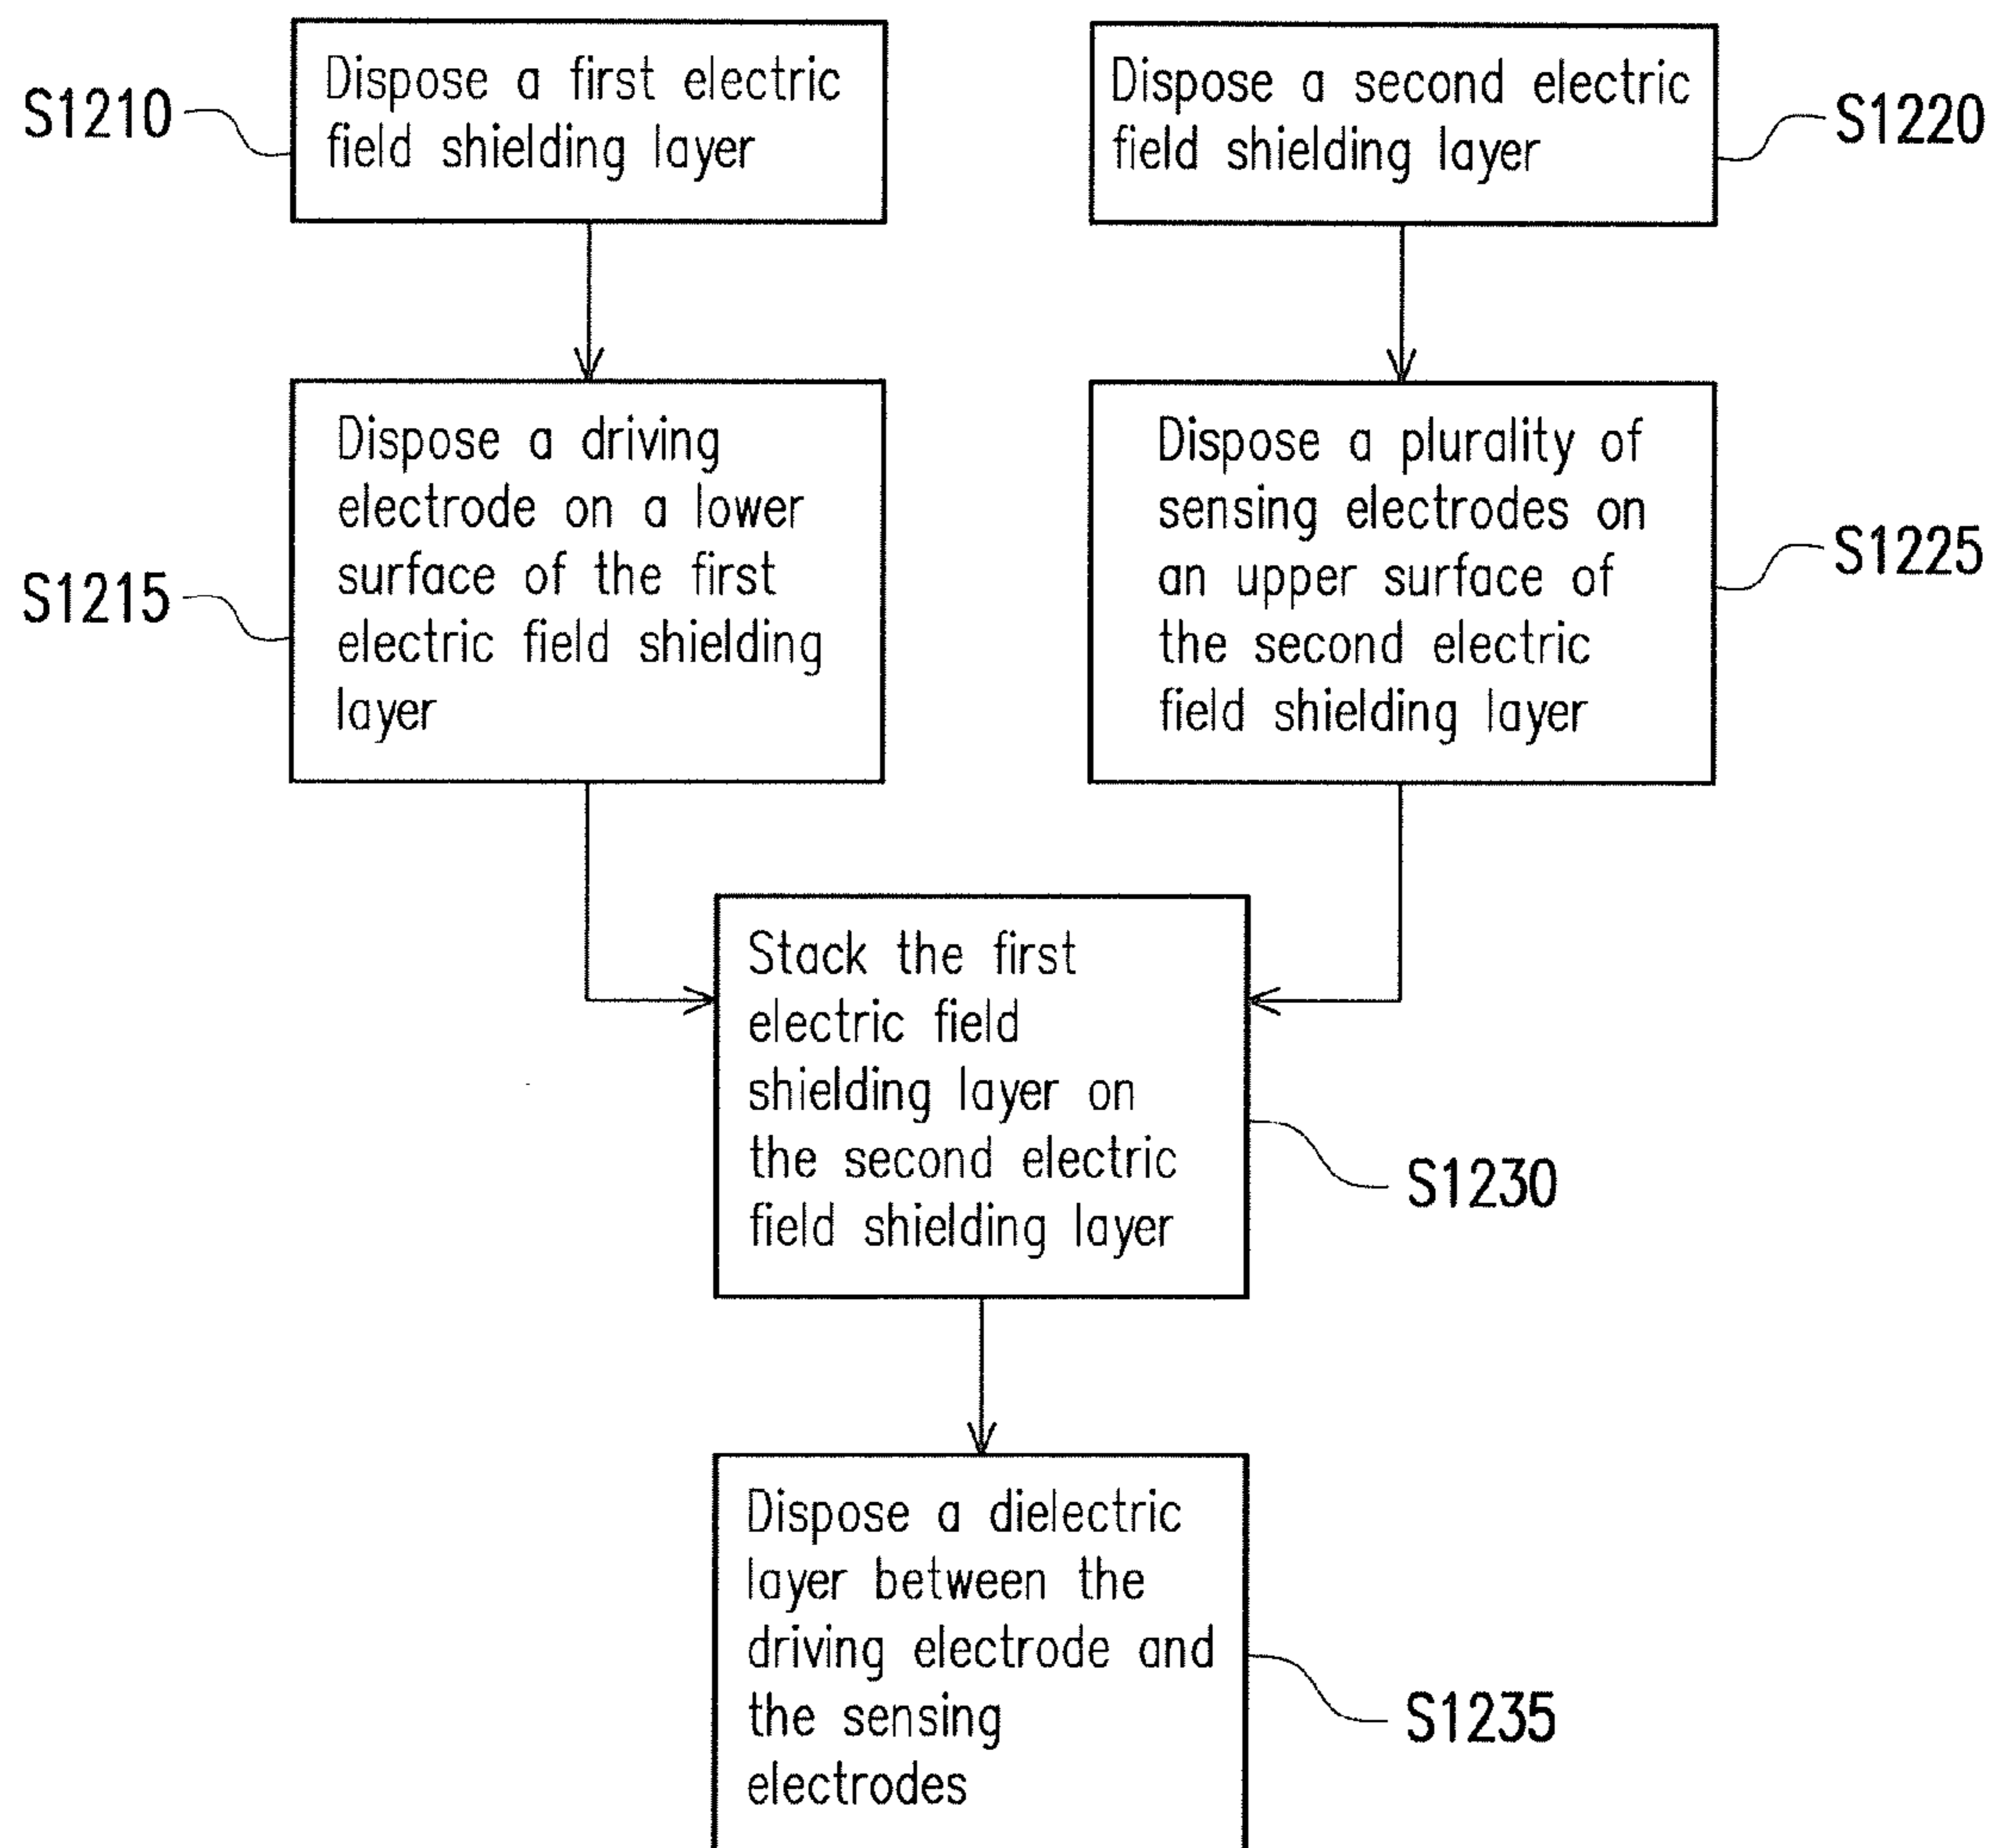 S1210
Dispose a first electric
field shielding layer
Dispose a second electric
field shielding layer
S1220
S1215
Dispose a driving
electrode on a lower
surface of the first
electric field shielding
layer
Dispose a plurality of
sensing electrodes on
an upper surface of
the second electric
field shielding layer
S1225
Stack the first
electric field
shielding layer on
the second electric
field shielding layer
S1230
Dispose a dielectric
layer between the
driving electrode and
the sensing
electrodes
S1235